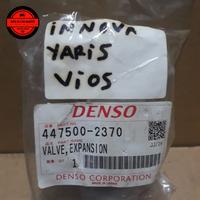 INNOVA
YARIS
ViOS
DENSO
447500-2370
VALVE, EXPANSION
1
DENSO CORPORATION